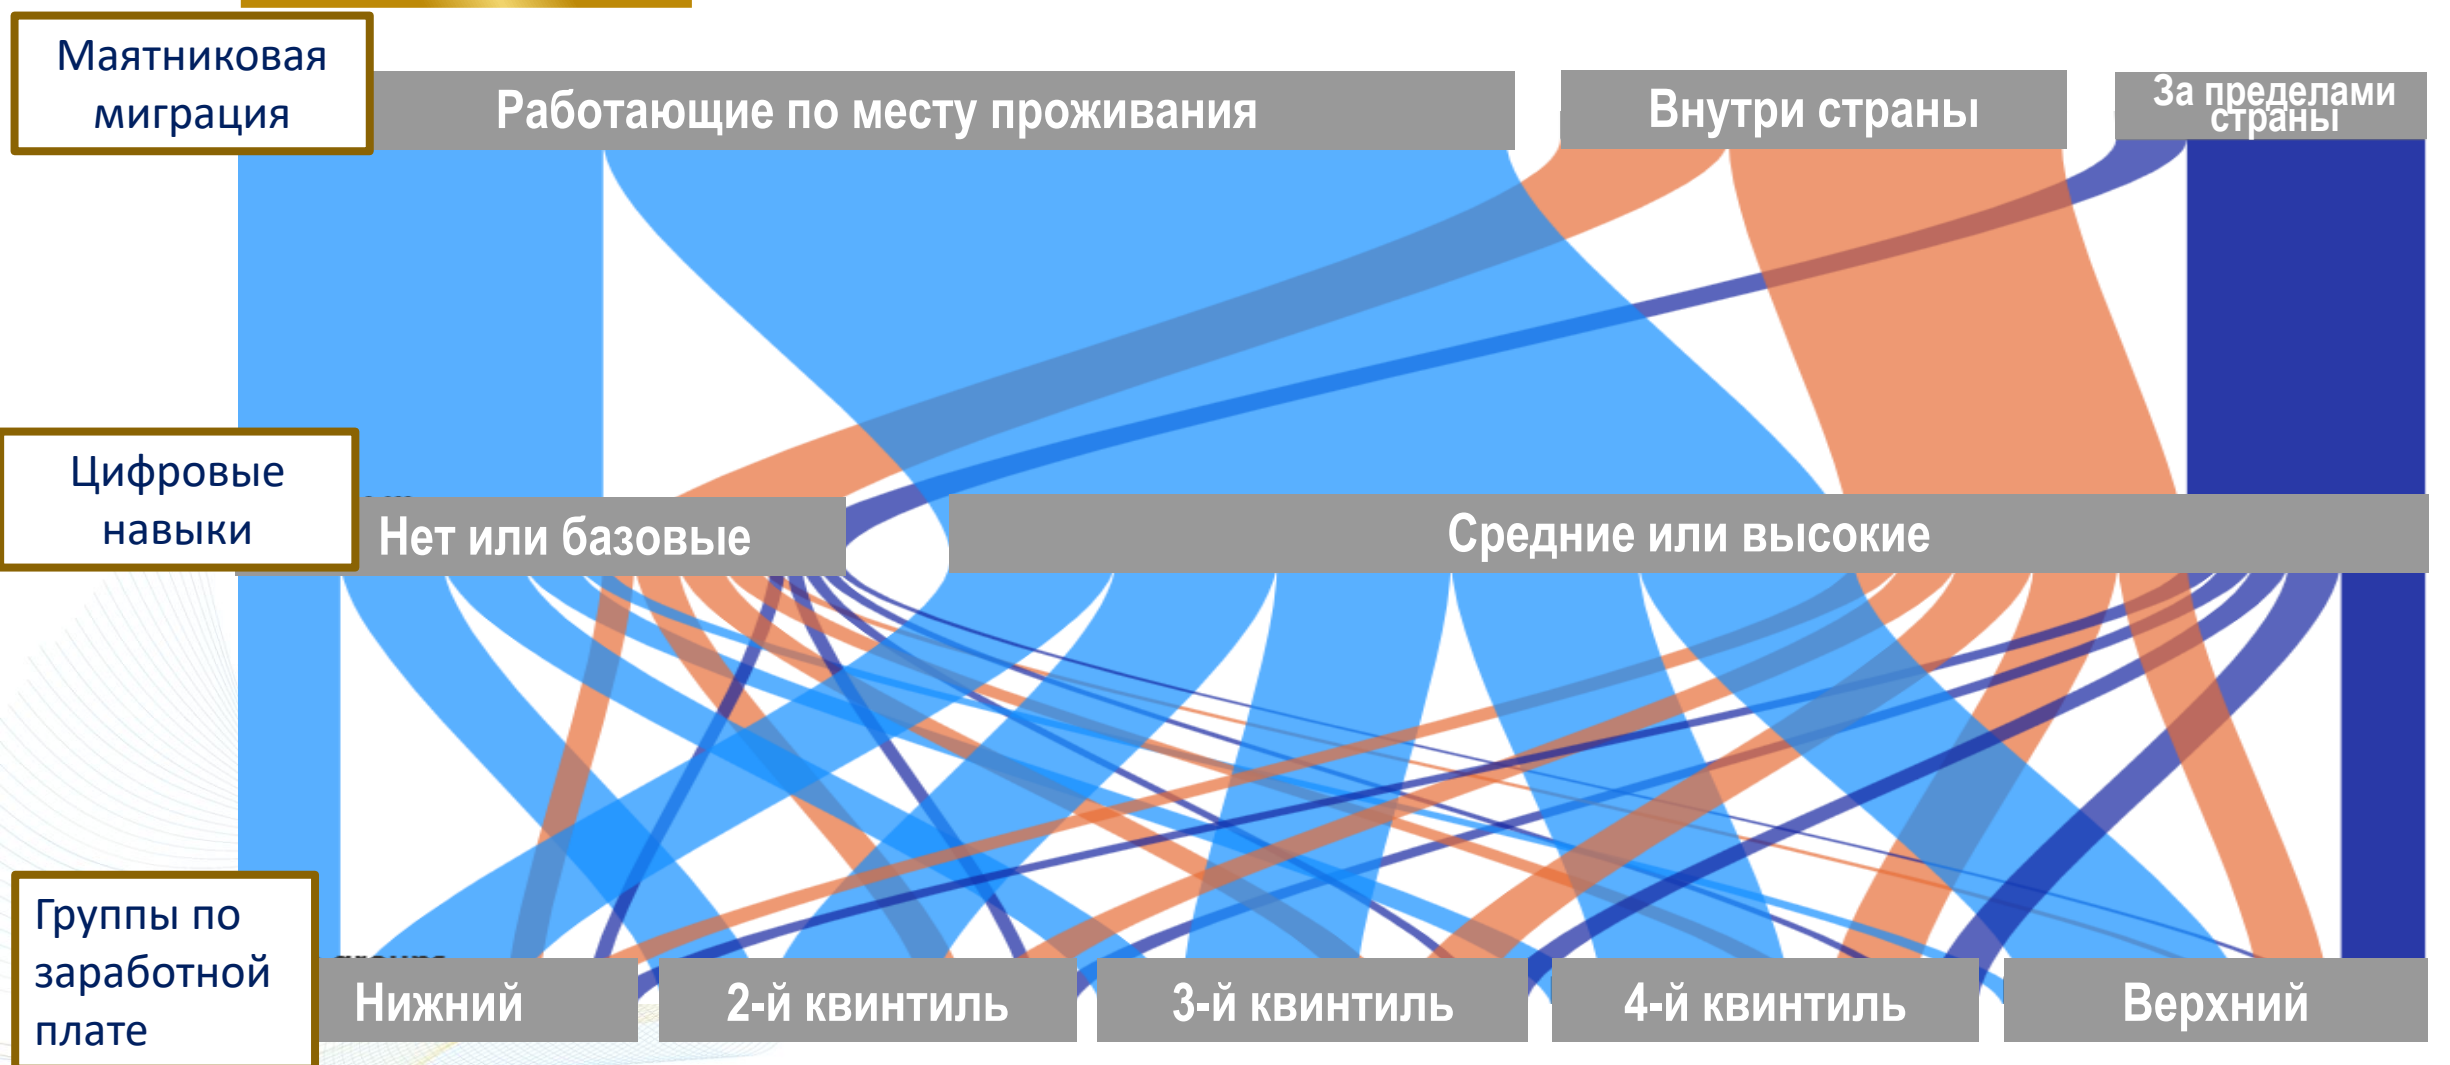 Маятниковая
миграция
Работающие по месту проживания
Внутри страны
За пределами
страны
Цифровые
навыки
Нет или базовые
Средние или высокие
Группы по
заработной
плате
Нижний
2-й квинтиль
3-й квинтиль
4-й квинтиль
Верхний